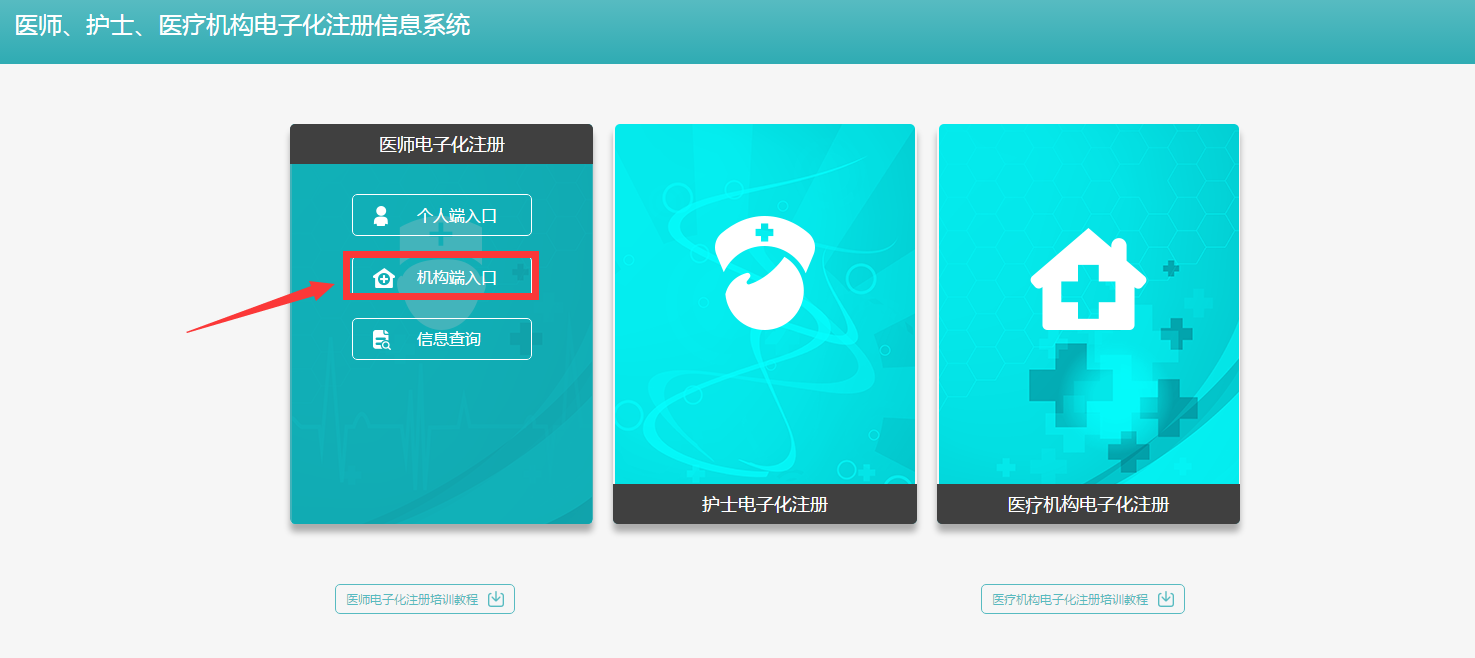 医师、护士、医疗机构电子化注册信息系统
医师电子化注册
个人端入口
机构端入口
信息查询
护士电子化注册
医疗机构电子化注册
医师电子化注册培训教程
医疗机构电子化注册培训教程